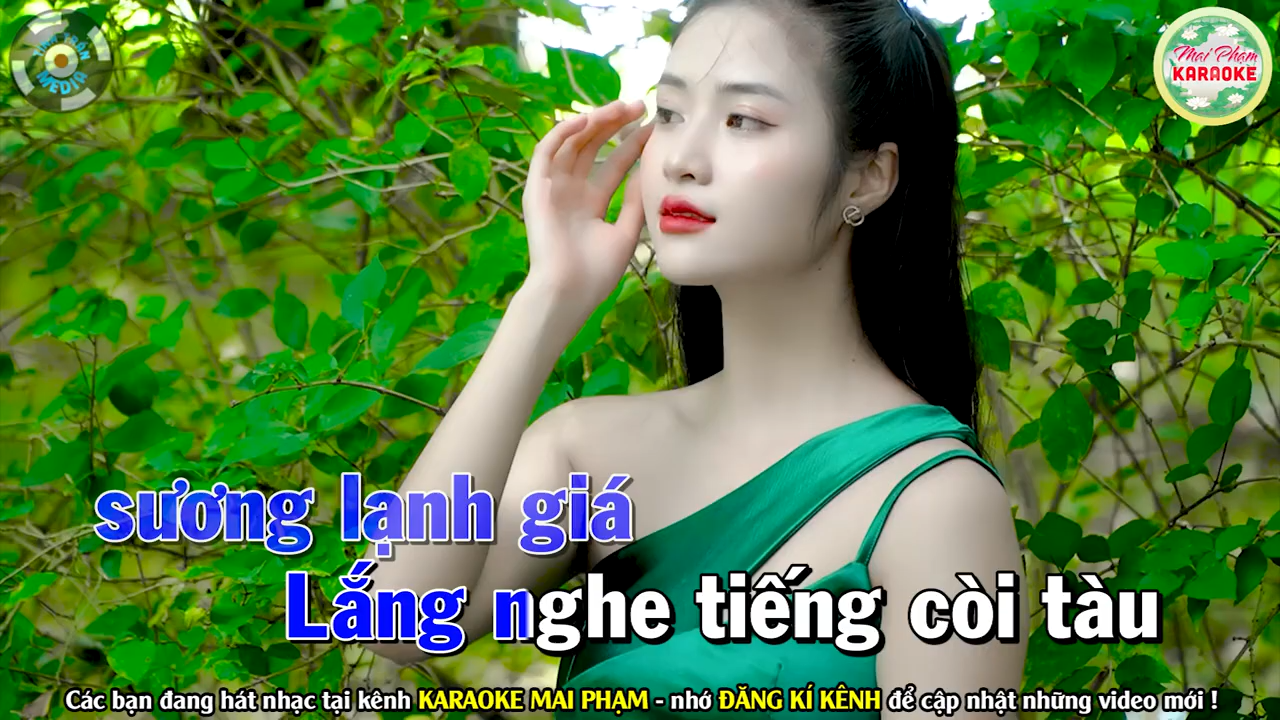 Mai Phạm
KARAOKE
MEDIA
sương lạnh giá
Lắng nghe tiếng còi tàu
Các bạn đang hát nhạc tại kênh KARAOKE MAI PHẠM - nhớ ĐĂNG KÍ KÊNH để cập nhật những video mới !